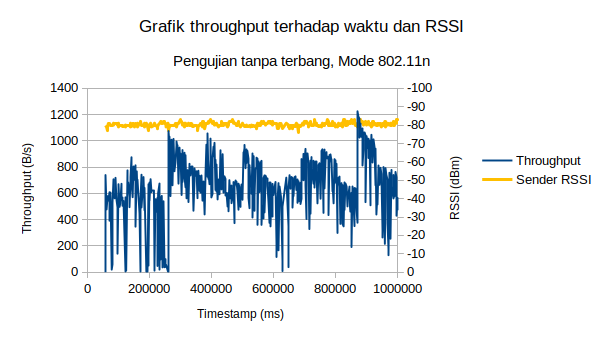 Grafik throughput terhadap waktu dan RSSI
Pengujian tanpa terbang, Mode 802.11n
1400
1200
1000
800
600
400
200
0
Throughput (B/s)
-100
-90
-80
-70
-60
-50
-40
-30
-20
-10
0
RSSI (dBm)
Throughput
Sender RSSI
0 200000 400000 600000 800000 1000000
Timestamp (ms)